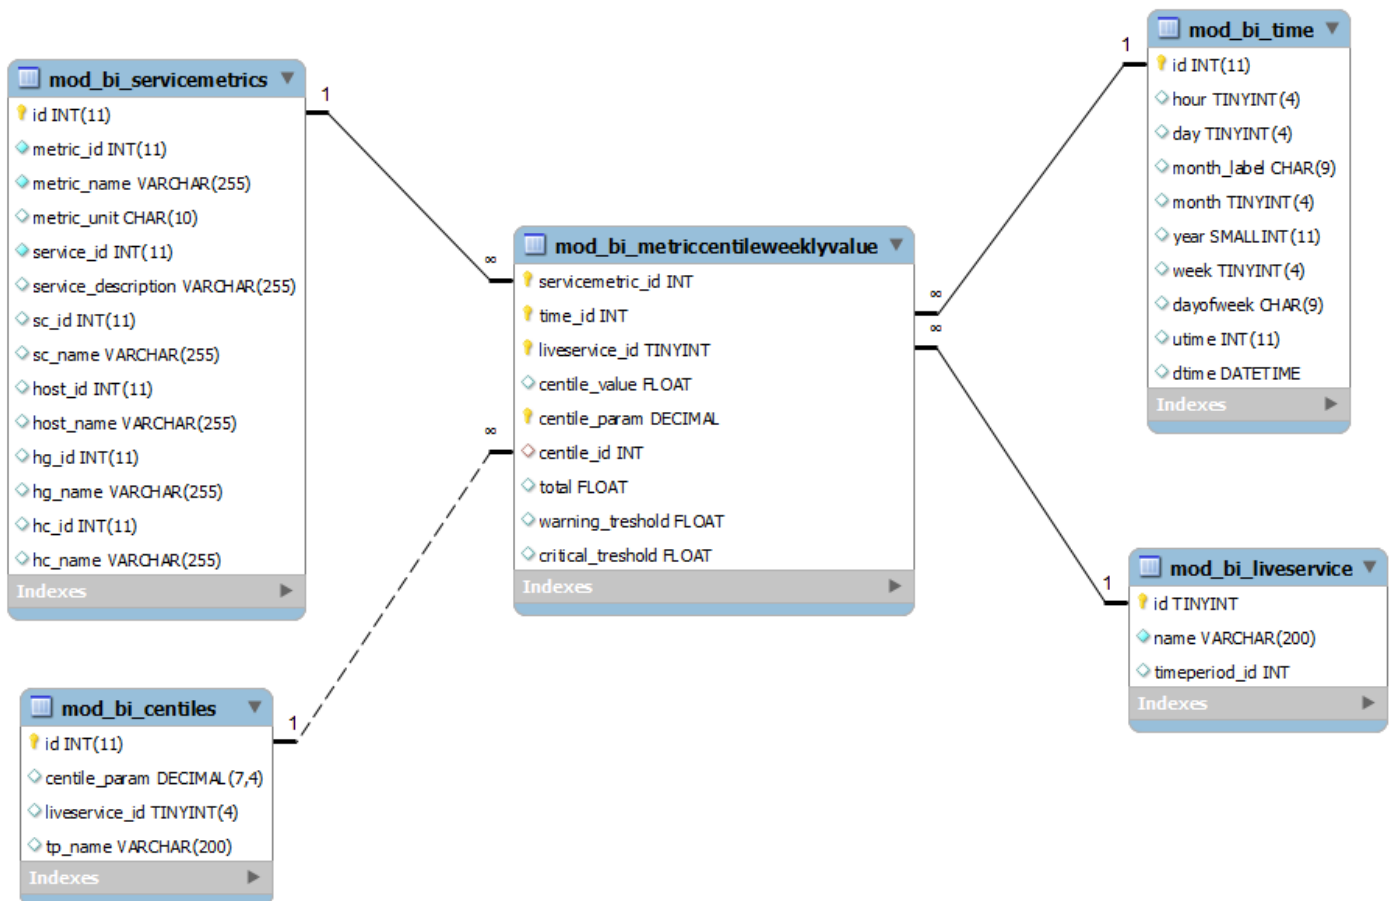 mod_bi_servicemetrics
id INT(11)
metric_id INT(11)
metric_name VARCHAR(255)
metric_unit CHAR(10)
service_id INT(11)
service_description VARCHAR(255)
sc_id INT(11)
sc_name VARCHAR(255)
host_id INT(11)
host_name VARCHAR(255)
hg_id INT(11)
hg_name VARCHAR(255)
hc_id INT(11)
hc_name VARCHAR(255)
Indexes
1
∞
mod_bi_centiles
id INT(11)
centile_param DECIMAL(7,4)
liveservice_id TINYINT(4)
tp_name VARCHAR(200)
Indexes
1
∞
mod_bi_metriccentileweeklyvalue
servicemetric_id INT
time_id INT
liveservice_id TINYINT
centile_value FLOAT
centile_param DECIMAL
centile_id INT
total FLOAT
warning_treshold FLOAT
critical_treshold FLOAT
Indexes
∞
∞
1
mod_bi_time
id INT(11)
hour TINYINT(4)
day TINYINT(4)
month_label CHAR(9)
month TINYINT(4)
year SMALLINT(11)
week TINYINT(4)
dayofweek CHAR(9)
utime INT(11)
dtime DATETIME
Indexes
1
mod_bi_liveservice
id TINYINT
name VARCHAR(200)
timeperiod_id INT
Indexes